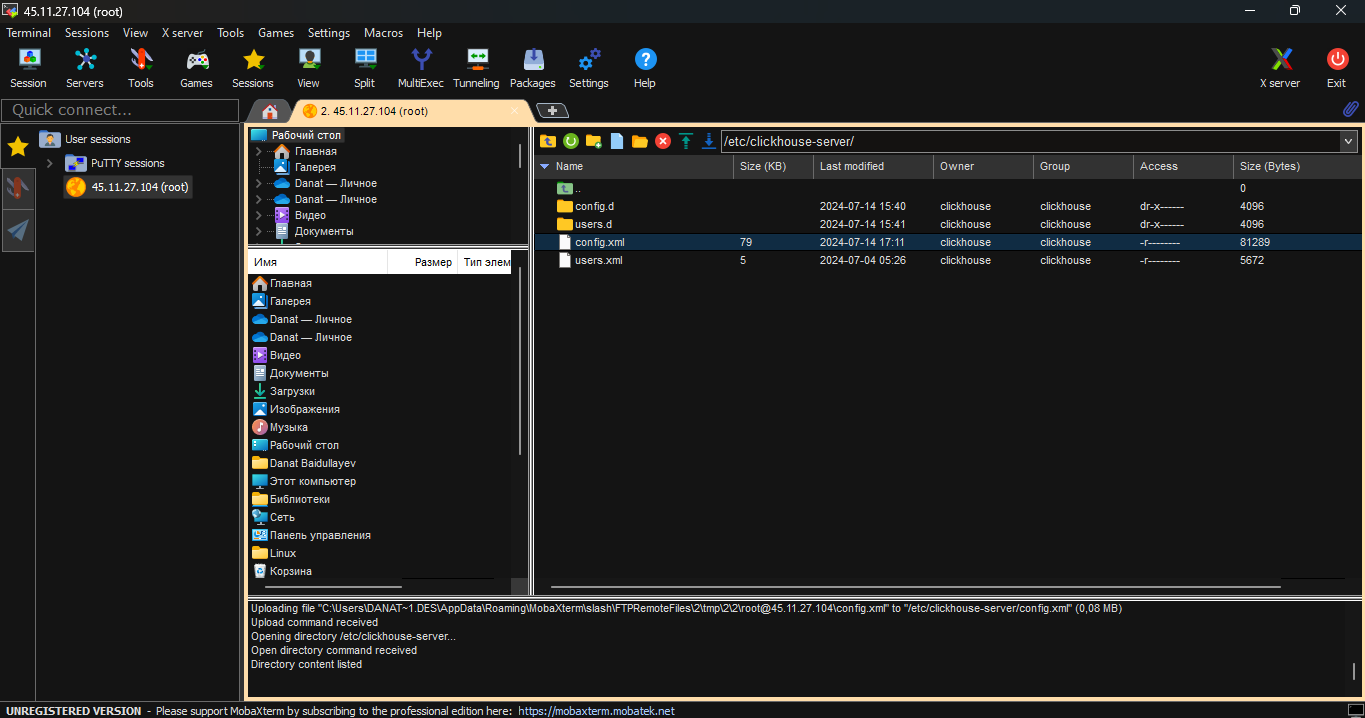 45.11.27.104 (root)
Terminal Sessions View X server Tools Games Settings Macros Help
Session Servers Tools Games Sessions View Split MultiExec Tunneling Packages Settings Help X server Exit
Quick connect...
2. 45.11.27.104 (root)
User sessions
PuTTY sessions
45.11.27.104 (root)
Рабочий стол
Главная
Галерея
Danat — Личное
Danat — Личное
Видео
Документы
Имя Размер Тип элем
Главная
Галерея
Danat — Личное
Danat — Личное
Видео
Документы
Загрузки
Изображения
Музыка
Рабочий стол
Danat Baidullayev
Этот компьютер
Библиотеки
Сеть
Панель управления
Linux
Корзина
/etc/clickhouse-server/
Name Size (KB) Last modified Owner Group Access Size (Bytes)
.. 0
config.d 2024-07-14 15:40 clickhouse clickhouse dr-x------ 4096
users.d 2024-07-14 15:41 clickhouse clickhouse dr-x------ 4096
config.xml 79 2024-07-14 17:11 clickhouse clickhouse -r-------- 81289
users.xml 5 2024-07-04 05:26 clickhouse clickhouse -r-------- 5672
Uploading file "C:\Users\DANAT~1.DES\AppData\Roaming\MobaXterm\slash\FTPRemoteFiles\2\tmp\2\2\root@45.11.27.104\config.xml" to "/etc/clickhouse-server/config.xml" (0,08 MB)
Upload command received
Opening directory /etc/clickhouse-server...
Open directory command received
Directory content listed
UNREGISTERED VERSION - Please support MobaXterm by subscribing to the professional edition here: https://mobaxterm.mobatek.net